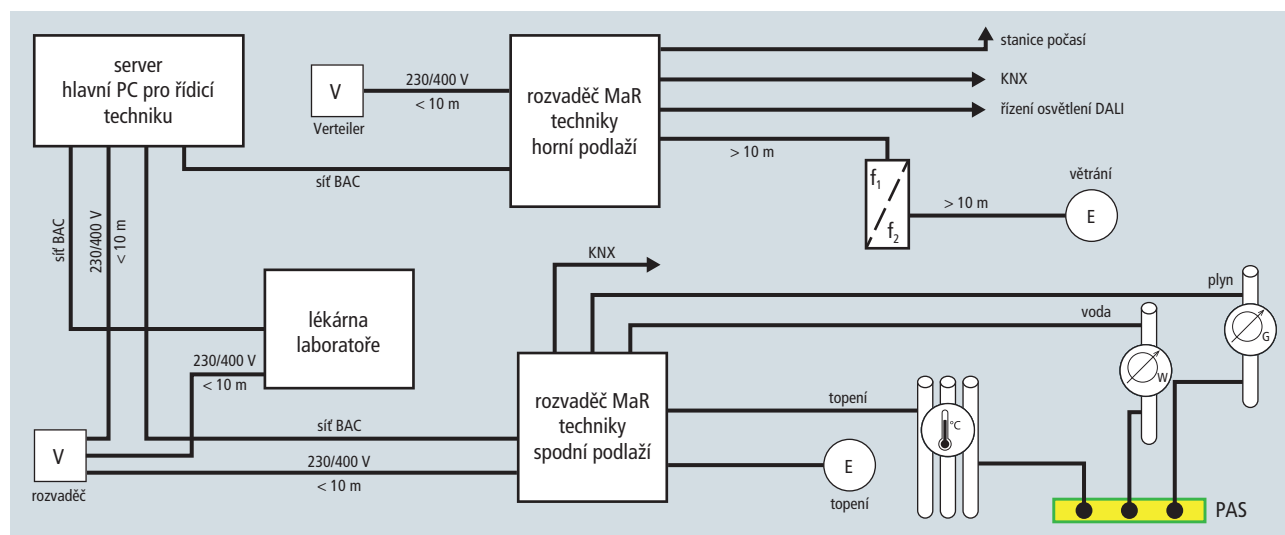 server
hlavní PC pro řídicí
techniku
V
Verteiler
230/400 V
< 10 m
rozvaděč MaR
techniky
horní podlaží
stanice počasí
KNX
řízení osvětlení DALI
> 10 m
f1
f2
> 10 m
větrání
E
síť BAC
síť BAC
230/400 V
< 10 m
lékárna
laboratoře
230/400 V
< 10 m
KNX
plyn
G
voda
W
rozvaděč MaR
techniky
spodní podlaží
topení
°C
E
topení
síť BAC
230/400 V
< 10 m
V
rozvaděč
PAS